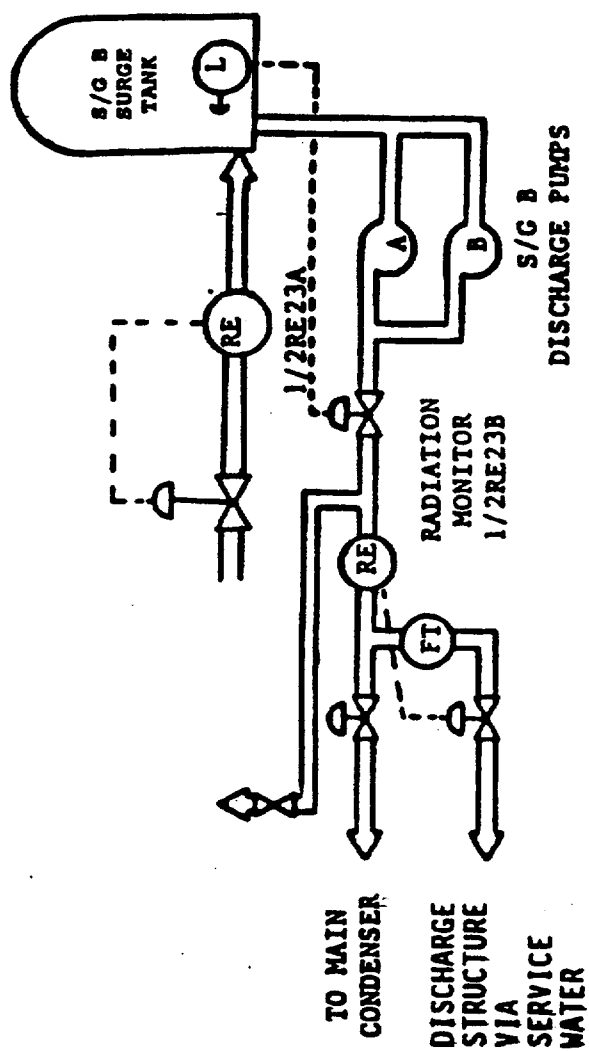 S/G B
SURGE
TANK
L
RE
1/2RE23A
A
B
S/G B
DISCHARGE PUMPS
RADIATION
MONITOR
1/2RE23B
RE
FT
TO MAIN
CONDENSER
DISCHARGE
STRUCTURE
VIA
SERVICE
WATER